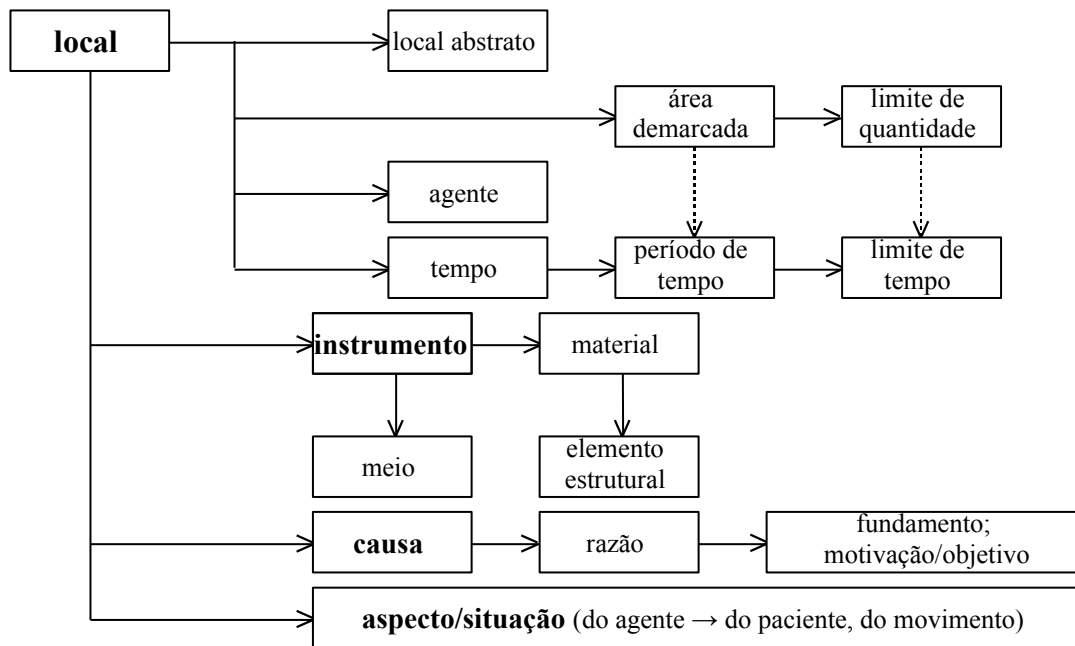 local
local abstrato
área
demarcada
limite de
quantidade
agente
tempo
período de
tempo
limite de
tempo
instrumento
material
meio
elemento
estrutural
causa
razão
fundamento;
motivação/objetivo
aspecto/situação (do agente → do paciente, do movimento)